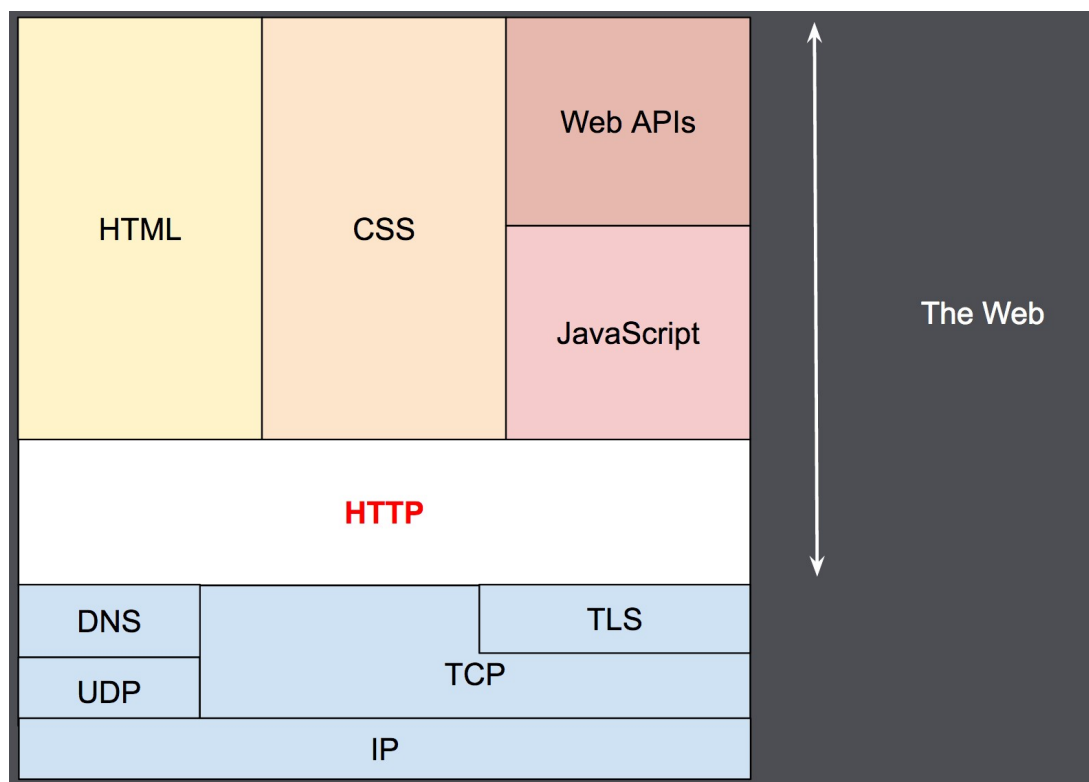 Web APIs
HTML
CSS
JavaScript
The Web
HTTP
DNS
TLS
TCP
UDP
IP